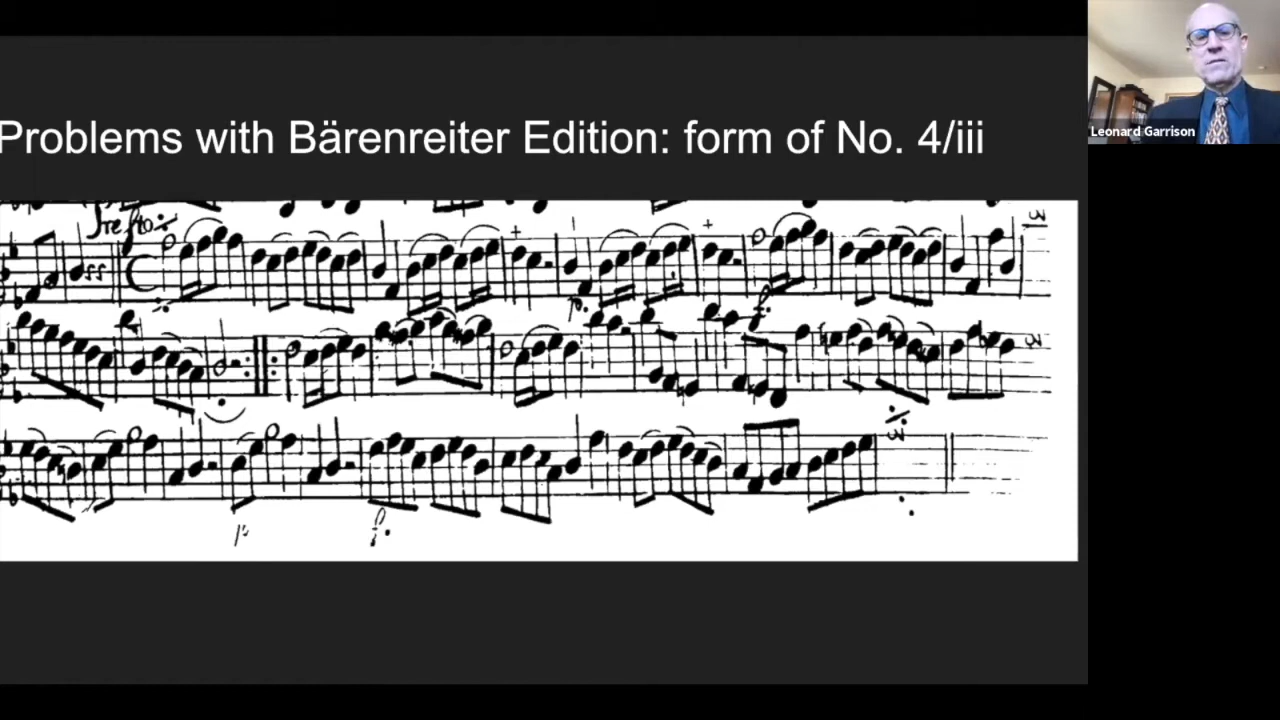 Problems with Bärenreiter Edition: form of No. 4/iii
Leonard Garrison
Presto
p.
f.
p
f.